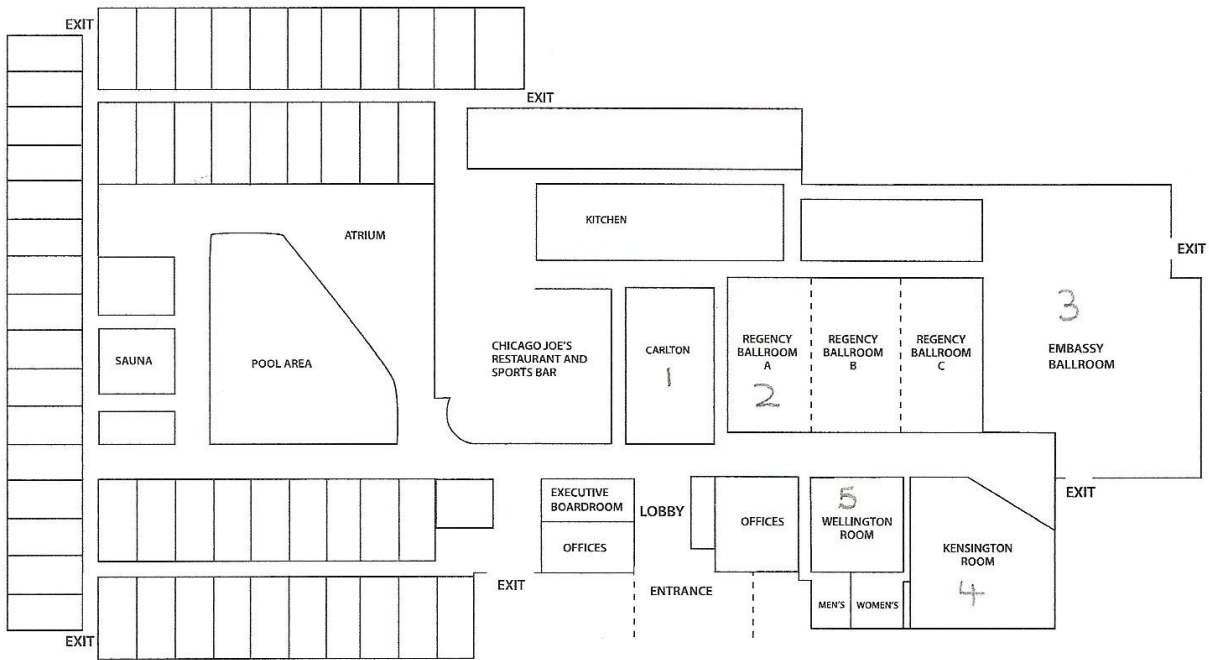 EXIT
EXIT
KITCHEN
ATRIUM
EXIT
3
CHICAGO JOE'S
RESTAURANT AND
SPORTS BAR
CARLTON
1
REGENCY
BALLROOM
A
2
REGENCY
BALLROOM
B
REGENCY
BALLROOM
C
EMBASSY
BALLROOM
SAUNA
POOL AREA
EXECUTIVE
BOARDROOM
LOBBY
OFFICES
OFFICES
5
WELLINGTON
ROOM
EXIT
KENSINGTON
ROOM
4
EXIT
ENTRANCE
MEN'S
WOMEN'S
EXIT